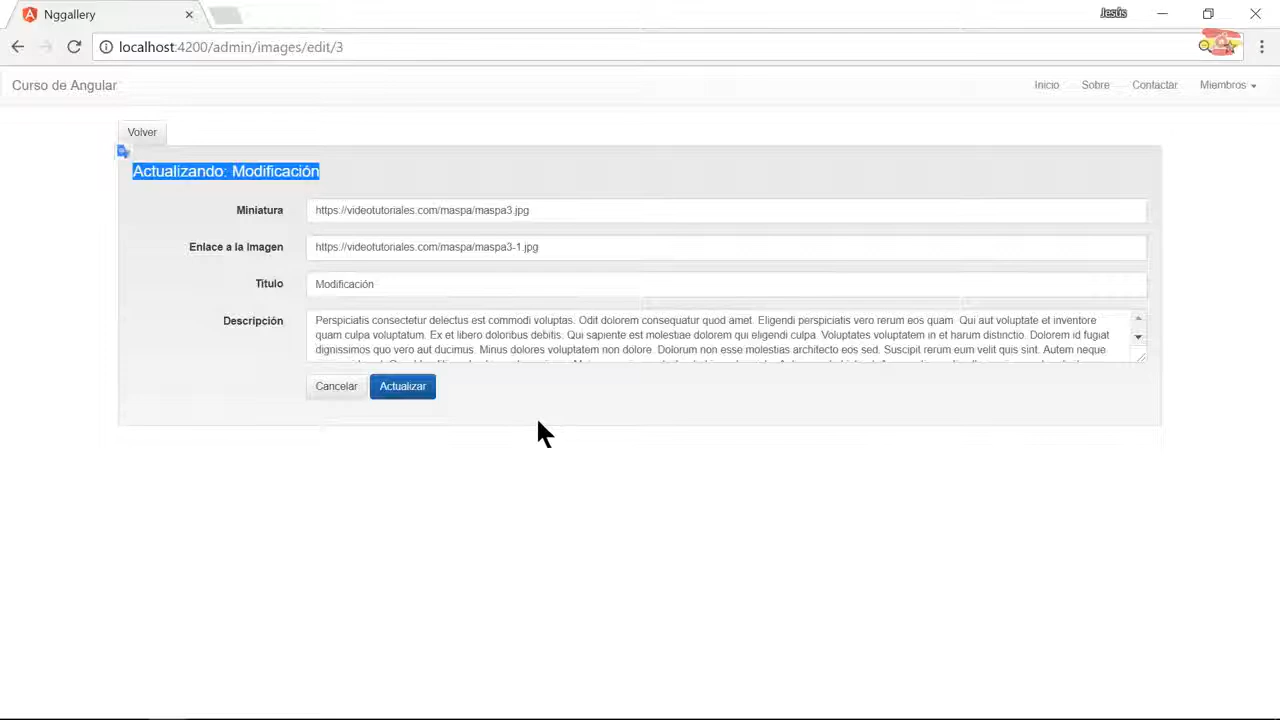 Nggallery
Jesús
localhost:4200/admin/images/edit/3
Curso de Angular
Inicio Sobre Contactar Miembros
Volver
Actualizando: Modificación
Miniatura https://videotutoriales.com/maspa/maspa3.jpg
Enlace a la imagen https://videotutoriales.com/maspa/maspa3-1.jpg
Título Modificación
Descripción Perspiciatis consectetur delectus est commodi voluptas. Odit dolorem consequatur quod amet. Eligendi perspiciatis vero rerum eos quam. Qui aut voluptate et inventore
quam culpa voluptatum. Ex et libero doloribus debitis. Qui sapiente est molestiae dolorem qui eligendi culpa. Voluptates voluptatem in et harum distinctio. Dolorem id fugiat
dignissimos quo vero aut ducimus. Minus dolores voluptatem non dolore. Dolorum non esse molestias architecto eos sed. Suscipit rerum eum velit quis sint. Autem neque
Cancelar Actualizar